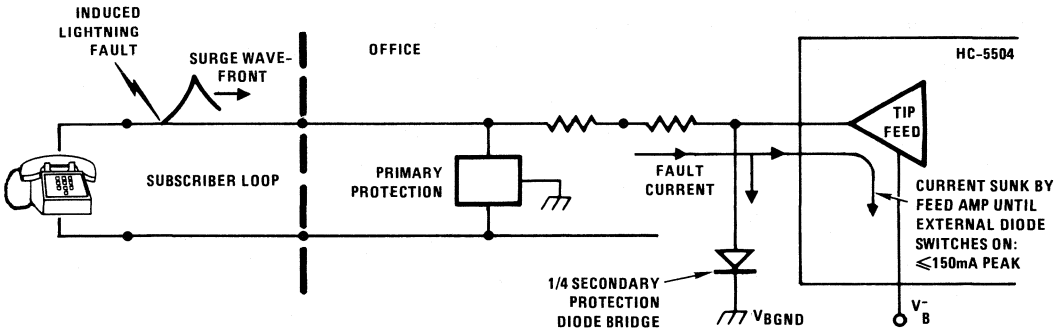 INDUCED
LIGHTNING
FAULT
SURGE WAVE-
FRONT
OFFICE
HC-5504
TIP
FEED
SUBSCRIBER LOOP
PRIMARY
PROTECTION
FAULT
CURRENT
CURRENT SUNK BY
FEED AMP UNTIL
EXTERNAL DIODE
SWITCHES ON:
≤150mA PEAK
1/4 SECONDARY
PROTECTION
DIODE BRIDGE
VBGND
V-B